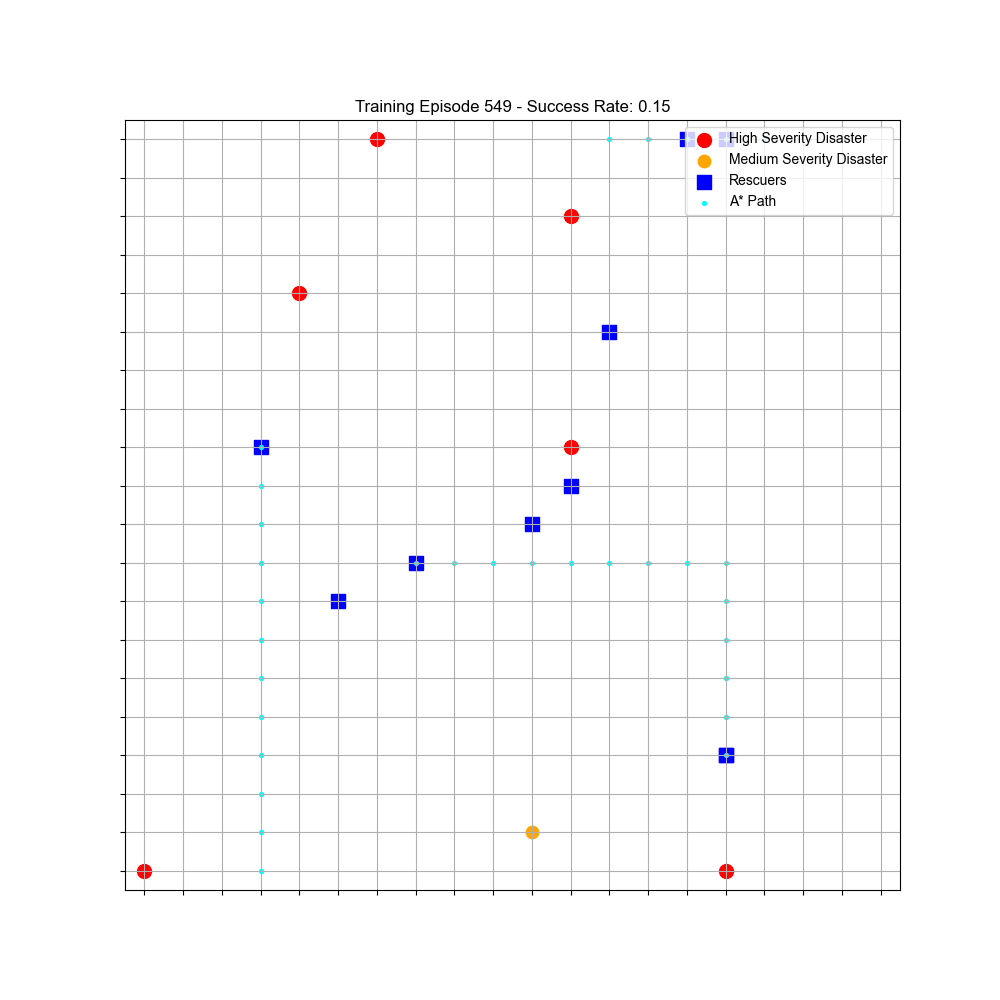 Training Episode 549 - Success Rate: 0.15
High Severity Disaster
Medium Severity Disaster
Rescuers
A* Path